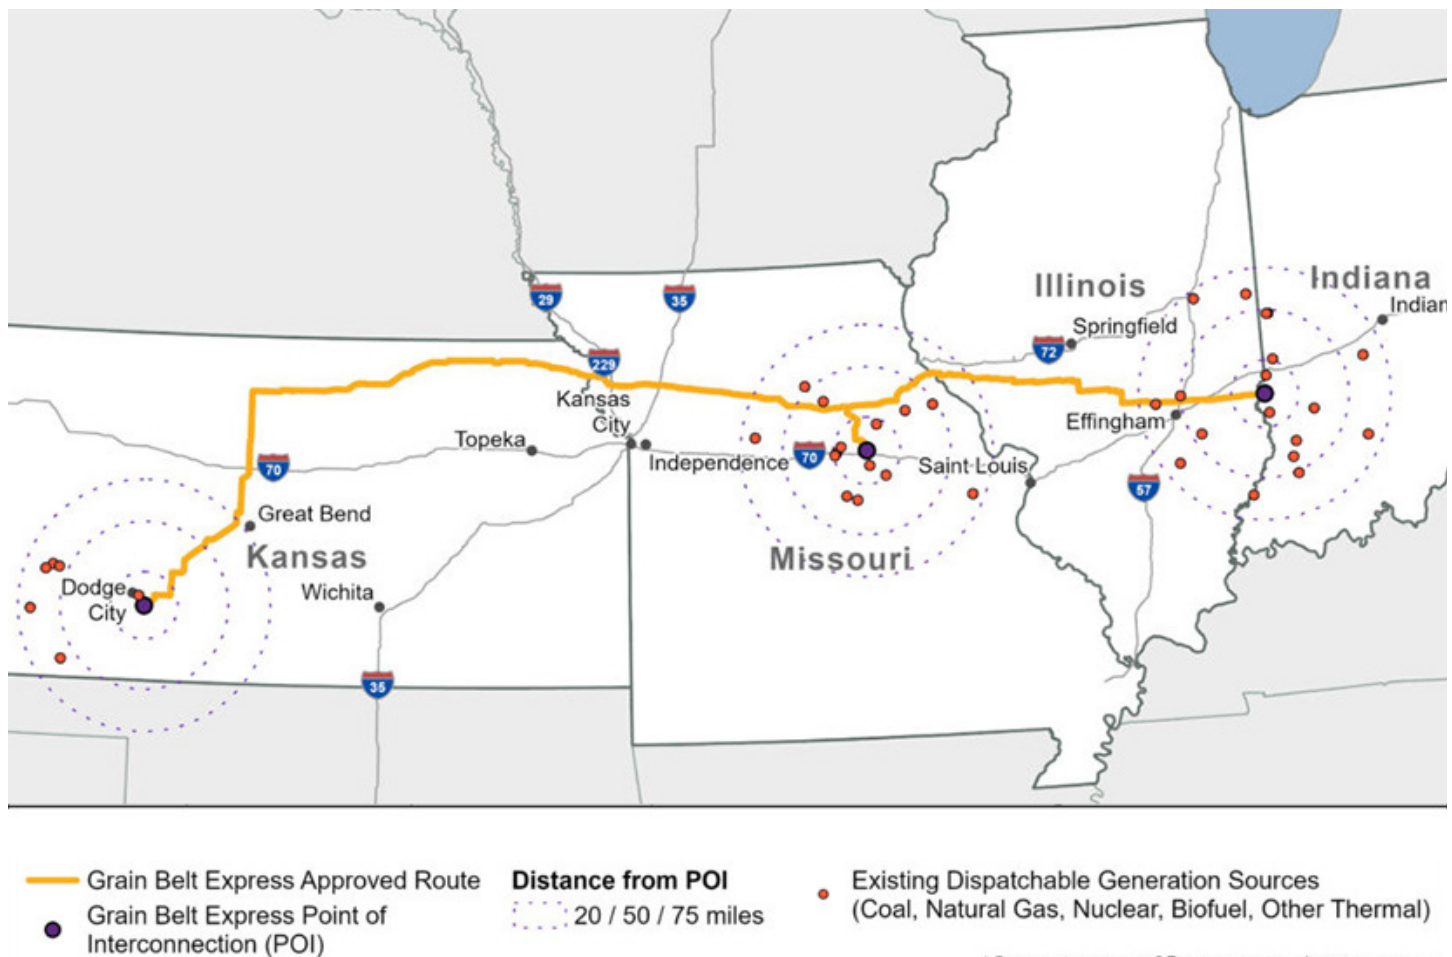 Illinois
Indiana
Indian
29
35
Springfield
72
229
Kansas
City
Effingham
Topeka
70
Independence
70
Saint Louis
57
Great Bend
Kansas
Missouri
Dodge
City
Wichita
35
Grain Belt Express Approved Route
Grain Belt Express Point of
Interconnection (POI)
Distance from POI
20 / 50 / 75 miles
Existing Dispatchable Generation Sources
(Coal, Natural Gas, Nuclear, Biofuel, Other Thermal)